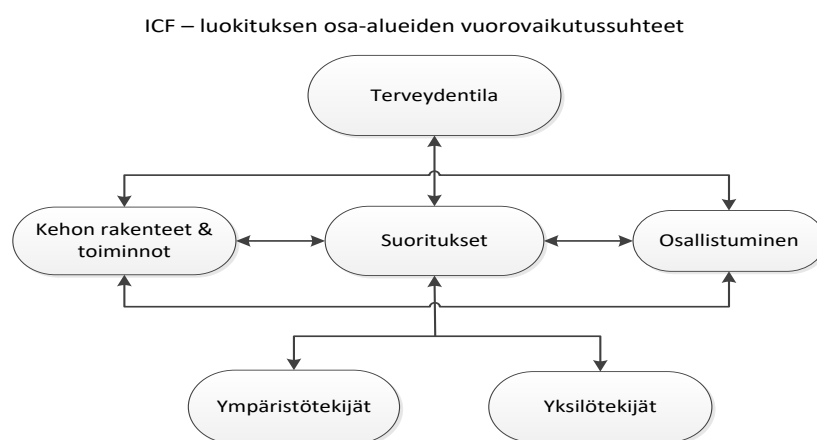 ICF – luokituksen osa-alueiden vuorovaikutussuhteet
Terveydentila
Kehon rakenteet &
toiminnot
Suoritukset
Osallistuminen
Ympäristötekijät
Yksilötekijät